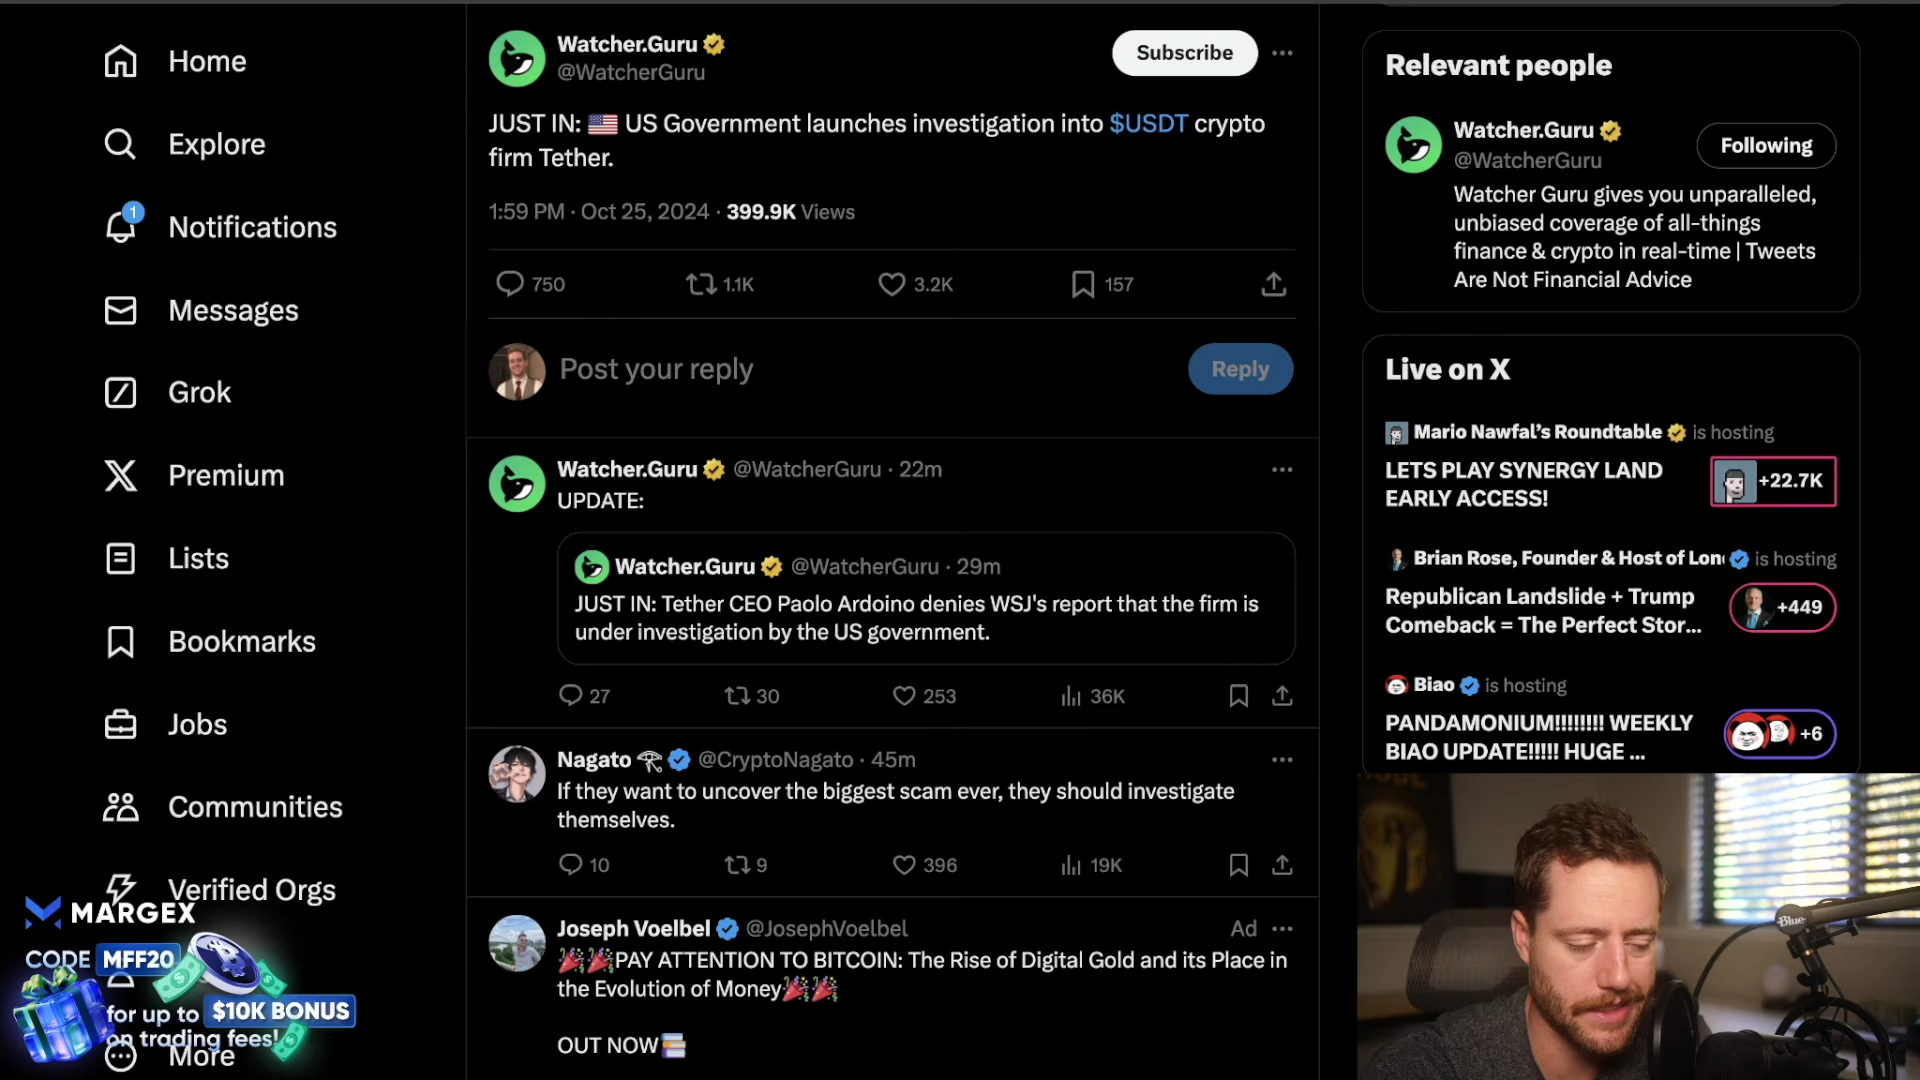 Home
Explore
1
Notifications
Messages
Grok
Premium
Lists
Bookmarks
Jobs
Communities
Verified Orgs
More
MARGEX
CODE MFF20
for up to $10K BONUS
on trading fees!
Watcher.Guru
@WatcherGuru
Subscribe
JUST IN: 🇺🇸 US Government launches investigation into $USDT crypto
firm Tether.
1:59 PM · Oct 25, 2024 · 399.9K Views
750 1.1K 3.2K 157
Post your reply
Reply
Watcher.Guru @WatcherGuru · 22m
UPDATE:
Watcher.Guru @WatcherGuru · 29m
JUST IN: Tether CEO Paolo Ardoino denies WSJ's report that the firm is
under investigation by the US government.
27 30 253 36K
Nagato @CryptoNagato · 45m
If they want to uncover the biggest scam ever, they should investigate
themselves.
10 9 396 19K
Joseph Voelbel @JosephVoelbel Ad
🎉🎉PAY ATTENTION TO BITCOIN: The Rise of Digital Gold and its Place in
the Evolution of Money🎉🎉
OUT NOW📚
Relevant people
Watcher.Guru
@WatcherGuru
Following
Watcher Guru gives you unparalleled,
unbiased coverage of all-things
finance & crypto in real-time | Tweets
Are Not Financial Advice
Live on X
Mario Nawfal's Roundtable is hosting
LETS PLAY SYNERGY LAND
EARLY ACCESS!
+22.7K
Brian Rose, Founder & Host of Lon is hosting
Republican Landslide + Trump
Comeback = The Perfect Stor...
+449
Biao is hosting
PANDAMONIUM!!!!!!!! WEEKLY
BIAO UPDATE!!!!! HUGE ...
+6
Blue